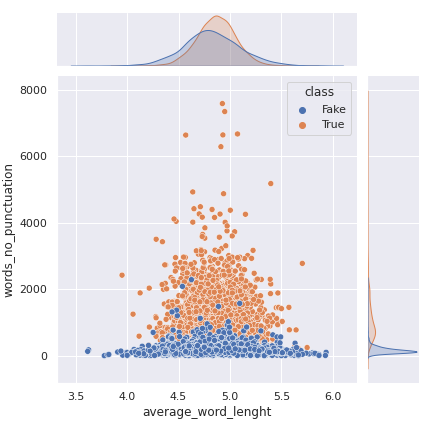 8000
6000
4000
2000
0
words_no_punctuation
class
Fake
True
3.5 4.0 4.5 5.0 5.5 6.0
average_word_lenght